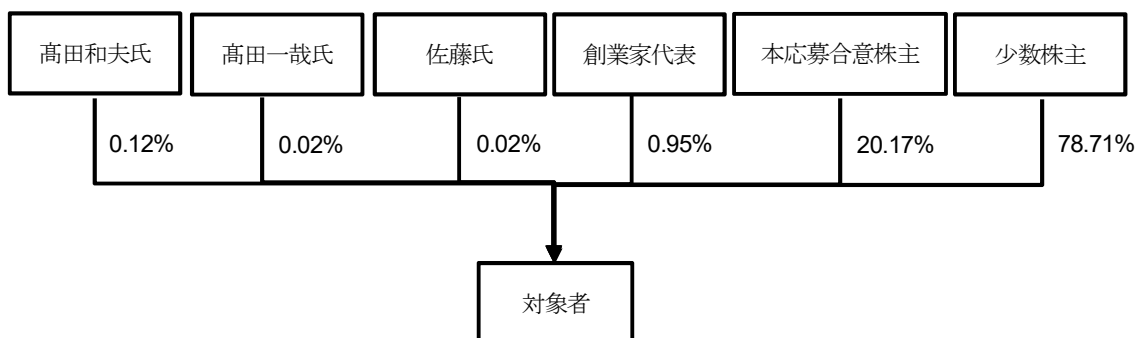 髙田和夫氏
髙田一哉氏
佐藤氏
創業家代表
本応募合意株主
少数株主
0.12%
0.02%
0.02%
0.95%
20.17%
78.71%
対象者